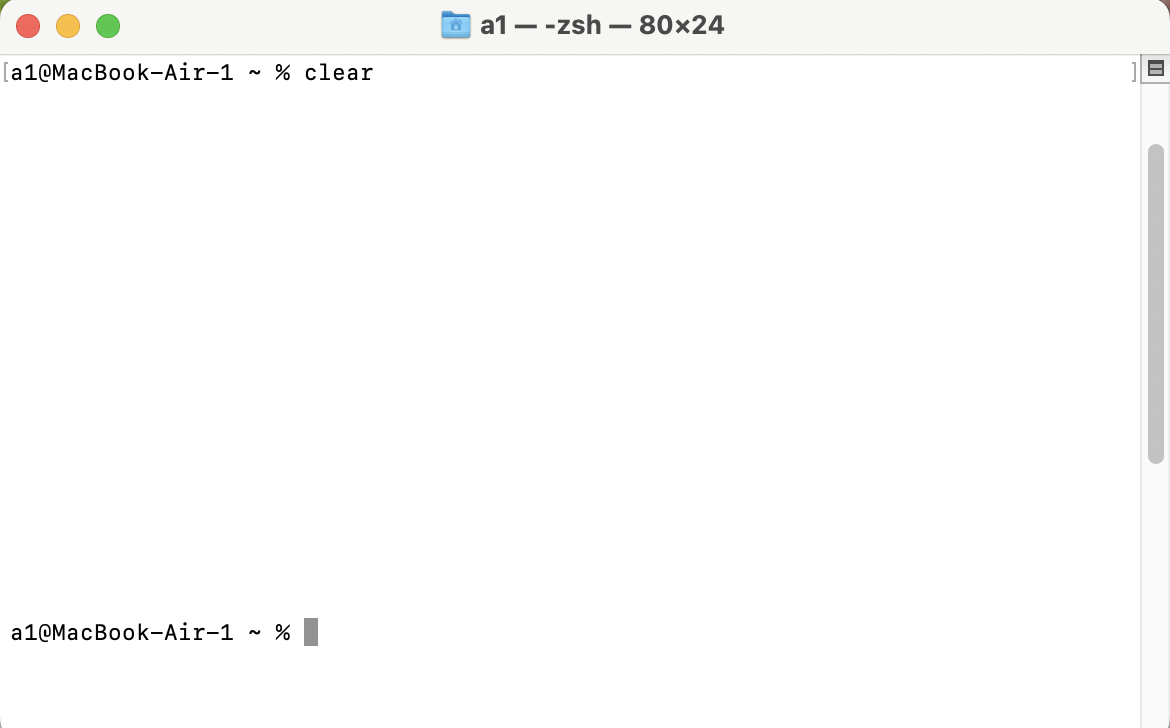 a1 — -zsh — 80×24
[a1@MacBook-Air-1 ~ % clear ]
a1@MacBook-Air-1 ~ %